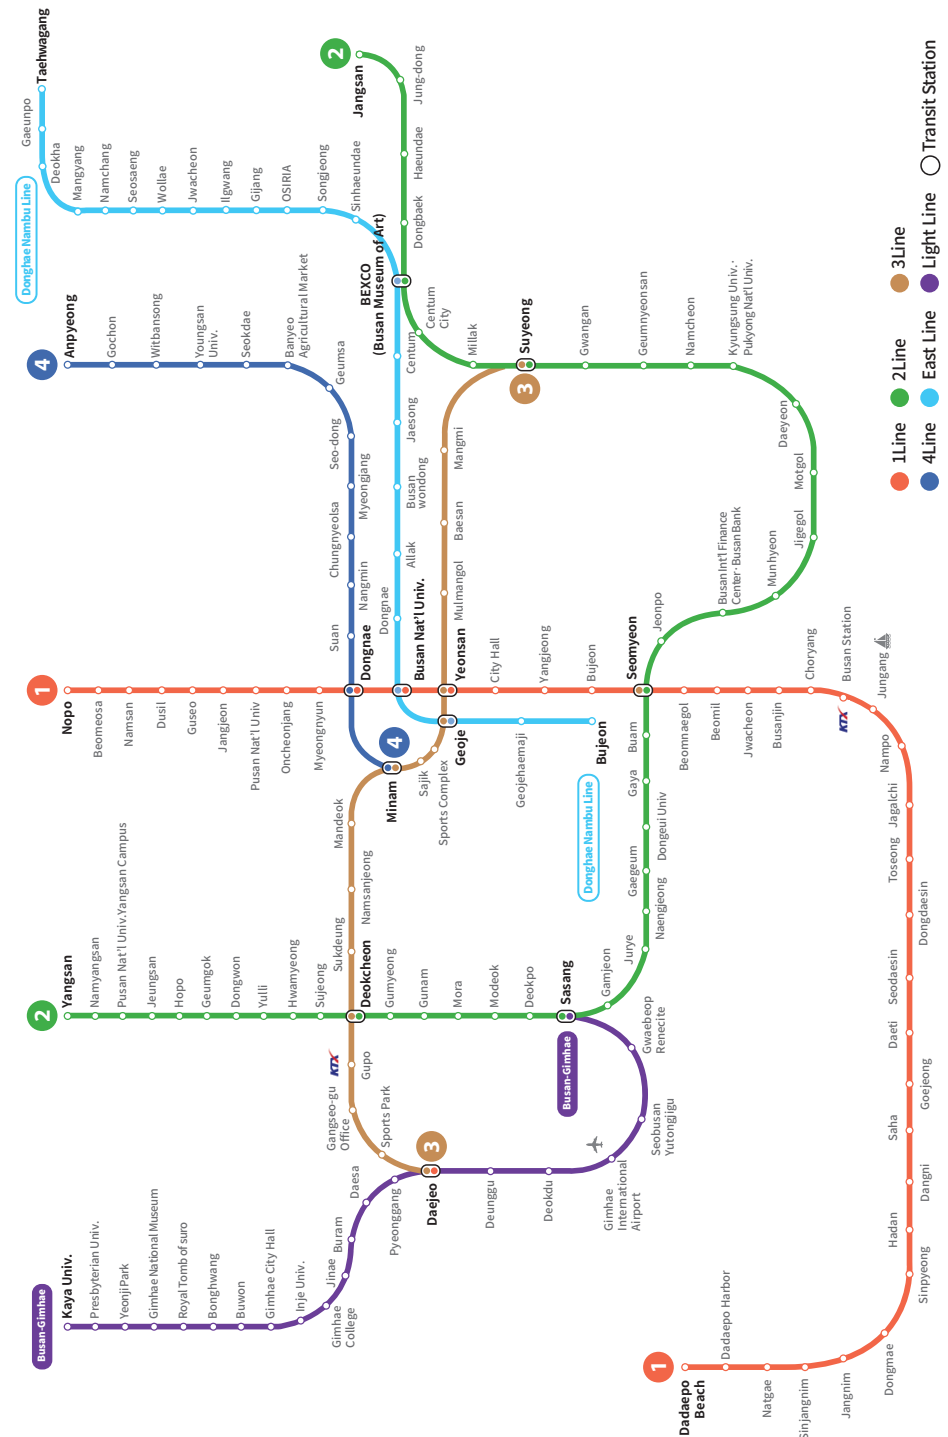 Busan-Gimhae
Kaya Univ.
Presbyterian Univ.
Yeonji Park
Gimhae National Museum
Royal Tomb of suro
Bonghwang
Buwon
Gimhae City Hall
Inje Univ.
Gimhae
College
Jinae
Buram
Daesa
Pyeonggang
Daejeo
3
Deunggu
Deokdu
Gimhae
International
Airport
Seobusan
Yutongjigu
Gwaebeop
Renecite
Busan-Gimhae
Sasang
2
Yangsan
Namyangsan
Pusan Nat'l Univ.Yangsan Campus
Jeungsan
Hopo
Geumgok
Dongwon
Yulli
Hwamyeong
Sujeong
Deokcheon
Gumyeong
Gunam
Mora
Modeok
Deokpo
Gamjeon
Jurye
Naengjeong
Gaegeum
Dongeui Univ
Gaya
Buam
Seomyeon
Jeonpo
Busan Int'l Finance
Center·Busan Bank
Munhyeon
Jigegol
Motgol
Daeyeon
Kyungsung Univ.·
Pukyong Nat'l Univ.
Namcheon
Geumnyeonsan
Gwangan
Suyeong
3
Millak
Centum
City
BEXCO
(Busan Museum of Art)
Dongbaek
Haeundae
Jung-dong
Jangsan
2
Sports Park
Gangseo-gu
Office
KTX
Gupo
Sukdeung
Namsanjeong
Mandeok
Minam
4
Sajik
Sports Complex
Geoje
Yeonsan
Mulmangol
Baesan
Mangmi
1
Nopo
Beomeosa
Namsan
Dusil
Guseo
Jangjeon
Pusan Nat'l Univ
Oncheonjang
Myeongnyun
Dongnae
Busan Nat'l Univ.
City Hall
Yangjeong
Bujeon
Beomnaegol
Beomil
Jwacheon
Busanjin
Choryang
Busan Station
KTX
Jungang
Nampo
Jagalchi
Toseong
Dongdaesin
Seodaesin
Daeti
Goejeong
Saha
Dangni
Hadan
Sinpyeong
Dongmae
Jangnim
Sinjangnim
Natgae
Dadaepo Harbor
Dadaepo
Beach
1
Suan
Nangmin
Chungnyeolsa
Myeongjang
Seo-dong
Geumsa
Banyeo
Agricultural Market
Seokdae
Youngsan
Univ.
Witbansong
Gochon
Anpyeong
4
Donghae Nambu Line
Bujeon
Geojehaemaji
Dongnae
Allak
Busan
wondong
Jaesong
Centum
Sinhaeundae
Songjeong
OSIRIA
Gijang
Ilgwang
Jwacheon
Wollae
Seosaeng
Namchang
Mangyang
Deokha
Gaeunpo
Taehwagang
Donghae Nambu Line
1Line
2Line
3Line
4Line
East Line
Light Line
Transit Station